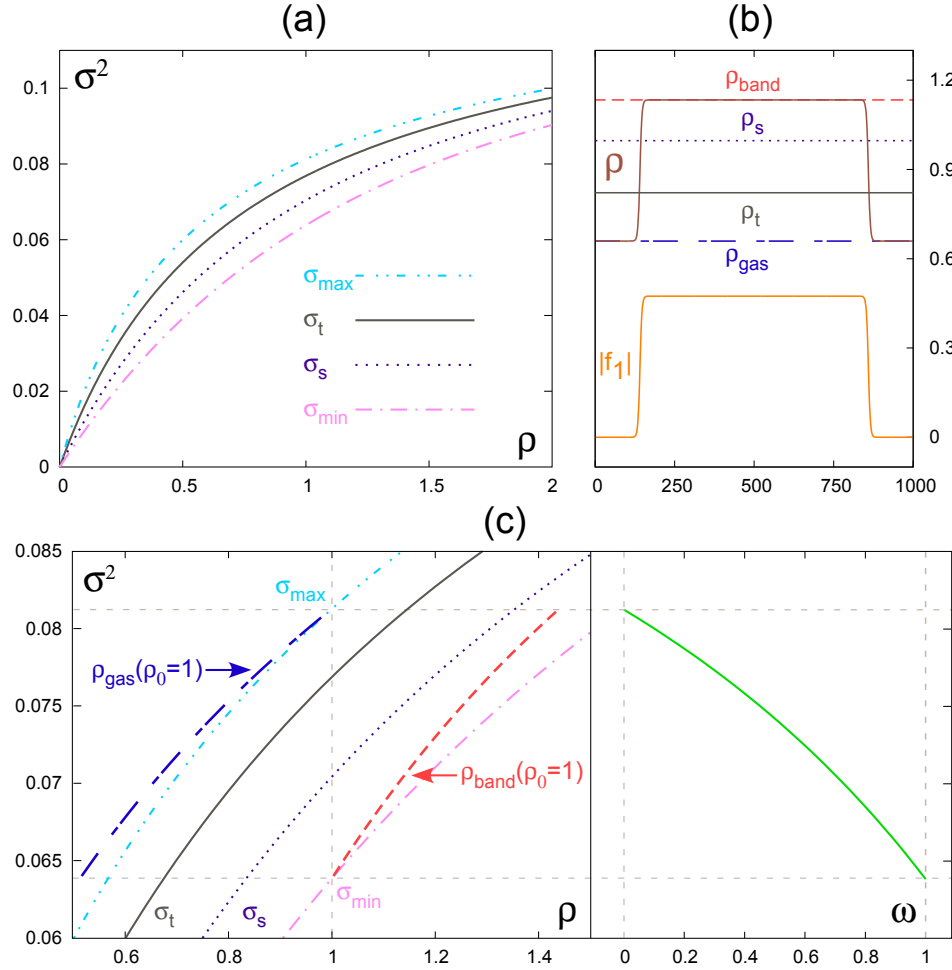 (a)
σ²
0.1
0.08
0.06
0.04
0.02
0
σmax
σt
σs
σmin
ρ
0 0.5 1 1.5 2
(b)
ρband
ρs
ρ
ρt
ρgas
|f1|
1.2
0.9
0.6
0.3
0
0 250 500 750 1000
(c)
σ²
0.085
0.08
0.075
0.07
0.065
0.06
σmax
ρgas(ρ0=1)
ρband(ρ0=1)
σt
σs
σmin
ρ
0.6 0.8 1 1.2 1.4
ω
0 0.2 0.4 0.6 0.8 1